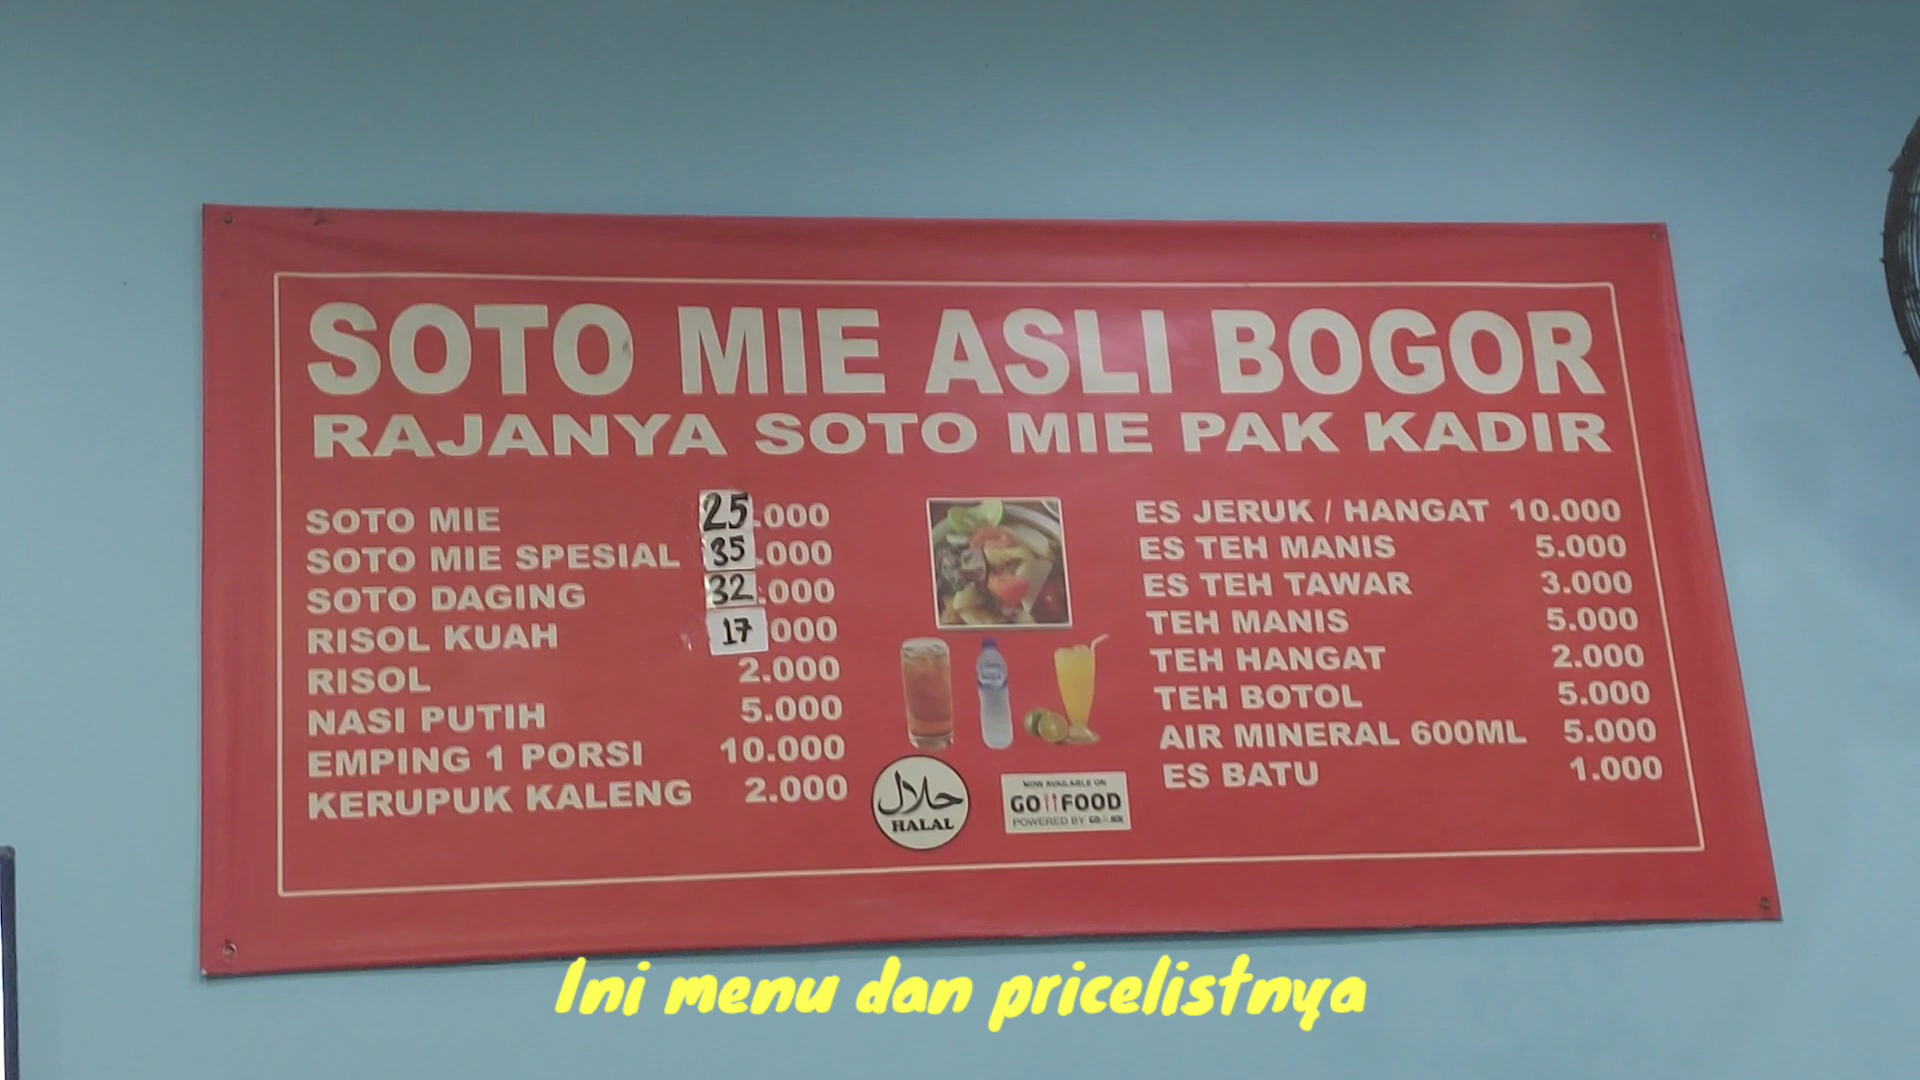 SOTO MIE ASLI BOGOR
RAJANYA SOTO MIE PAK KADIR
SOTO MIE 25.000
SOTO MIE SPESIAL 35.000
SOTO DAGING 32.000
RISOL KUAH 17 000
RISOL 2.000
NASI PUTIH 5.000
EMPING 1 PORSI 10.000
KERUPUK KALENG 2.000
ES JERUK / HANGAT 10.000
ES TEH MANIS 5.000
ES TEH TAWAR 3.000
TEH MANIS 5.000
TEH HANGAT 2.000
TEH BOTOL 5.000
AIR MINERAL 600ML 5.000
ES BATU 1.000
حلال
HALAL
NOW AVAILABLE ON
GO FOOD
POWERED BY
Ini menu dan pricelistnya